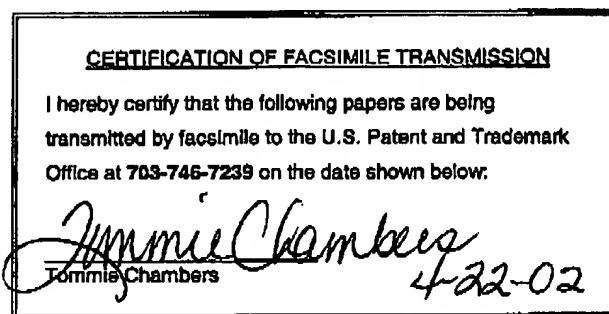 CERTIFICATION OF FACSIMILE TRANSMISSION
I hereby certify that the following papers are being
transmitted by facsimile to the U.S. Patent and Trademark
Office at 703-746-7239 on the date shown below:
Tommie Chambers
Tommie Chambers
4-22-02